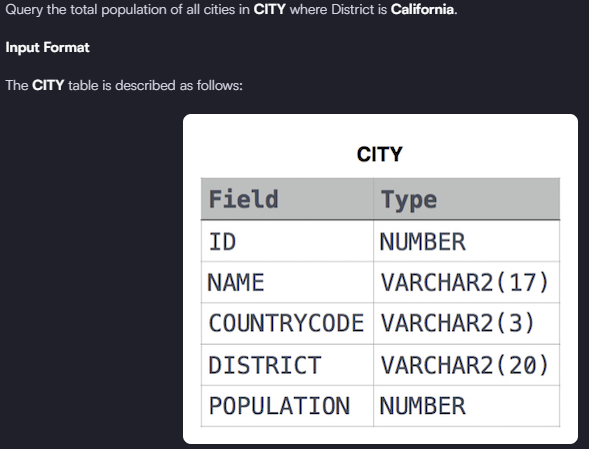 Query the total population of all cities in CITY where District is California.
Input Format
The CITY table is described as follows:
CITY
Field Type
ID NUMBER
NAME VARCHAR2(17)
COUNTRYCODE VARCHAR2(3)
DISTRICT VARCHAR2(20)
POPULATION NUMBER